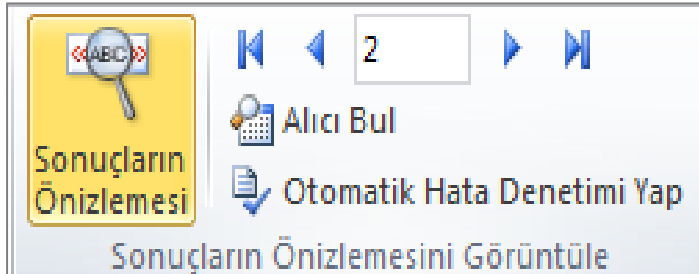 «ABC»
2
Alıcı Bul
Sonuçların
Önizlemesi
Otomatik Hata Denetimi Yap
Sonuçların Önizlemesini Görüntüle